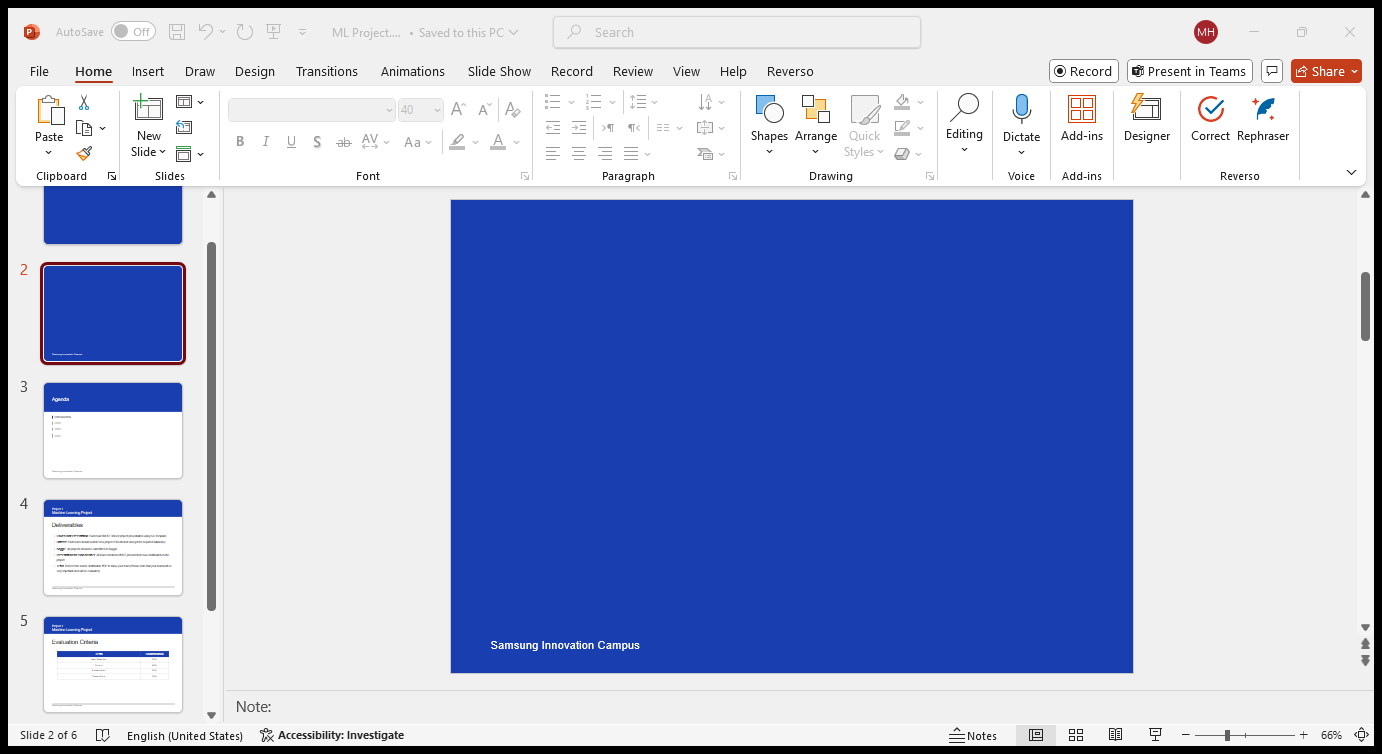 AutoSave Off ML Project.... • Saved to this PC Search MH
File Home Insert Draw Design Transitions Animations Slide Show Record Review View Help Reverso Record Present in Teams Share
40
Paste New Slide B I U S ab AV Aa A Shapes Arrange Quick Styles Editing Dictate Add-ins Designer Correct Rephraser
Clipboard Slides Font Paragraph Drawing Voice Add-ins Reverso
2
3
Agenda
4
Machine Learning Project
Deliverables
5
Machine Learning Project
Evaluation Criteria
Samsung Innovation Campus
Note:
Slide 2 of 6 English (United States) Accessibility: Investigate Notes 66%